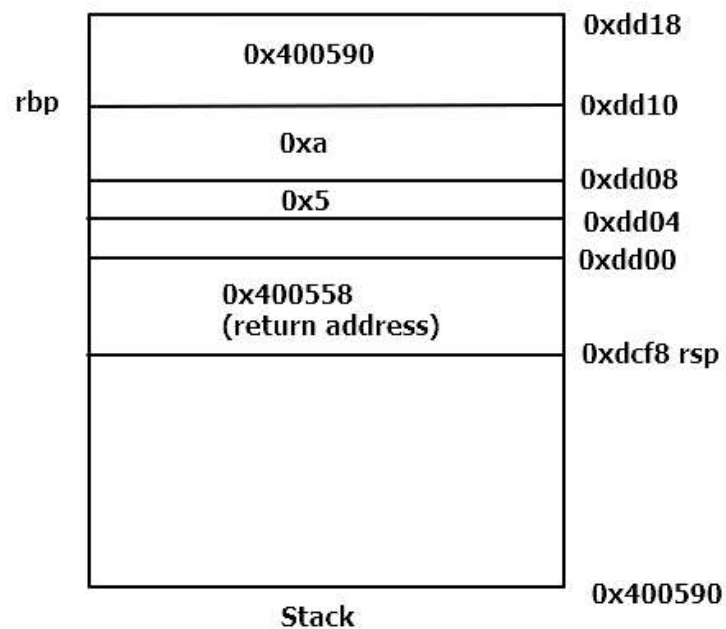 0xdd18
0x400590
rbp
0xdd10
0xa
0xdd08
0x5
0xdd04
0xdd00
0x400558
(return address)
0xdcf8 rsp
0x400590
Stack